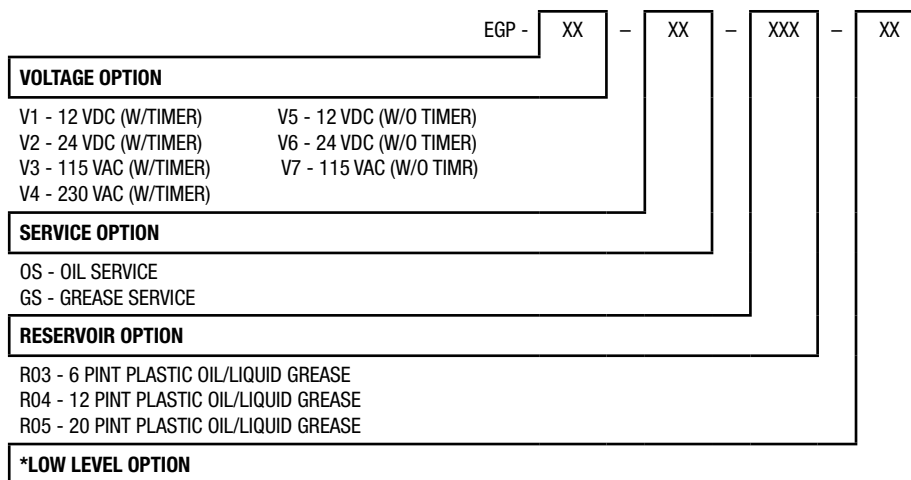 EGP - XX – XX – XXX – XX
VOLTAGE OPTION
V1 - 12 VDC (W/TIMER) V5 - 12 VDC (W/O TIMER)
V2 - 24 VDC (W/TIMER) V6 - 24 VDC (W/O TIMER)
V3 - 115 VAC (W/TIMER) V7 - 115 VAC (W/O TIMR)
V4 - 230 VAC (W/TIMER)
SERVICE OPTION
OS - OIL SERVICE
GS - GREASE SERVICE
RESERVOIR OPTION
R03 - 6 PINT PLASTIC OIL/LIQUID GREASE
R04 - 12 PINT PLASTIC OIL/LIQUID GREASE
R05 - 20 PINT PLASTIC OIL/LIQUID GREASE
*LOW LEVEL OPTION